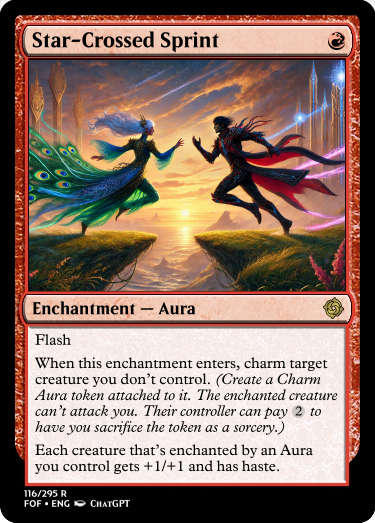 Star-Crossed Sprint
Enchantment — Aura
Flash
When this enchantment enters, charm target
creature you don't control. (Create a Charm
Aura token attached to it. The enchanted creature
can't attack you. Their controller can pay 2 to
have you sacrifice the token as a sorcery.)
Each creature that's enchanted by an Aura
you control gets +1/+1 and has haste.
116/295 R
FOF • ENG ChatGPT